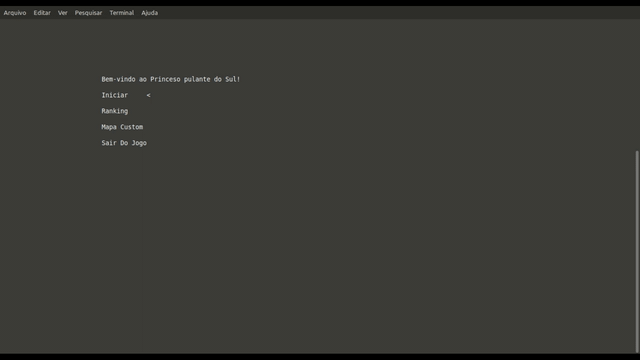 Arquivo Editar Ver Pesquisar Terminal Ajuda
Bem-vindo ao Princeso pulante do Sul!
Iniciar <
Ranking
Mapa Custom
Sair Do Jogo